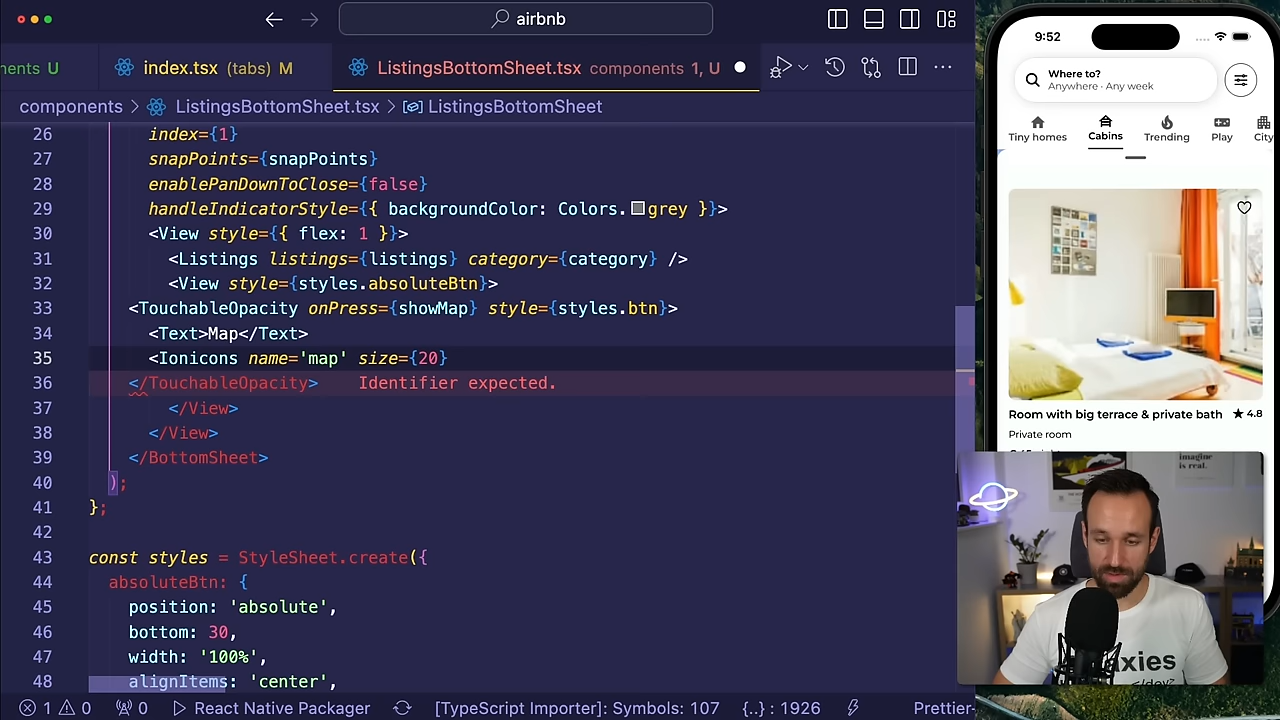 airbnb
nents U
index.tsx (tabs) M
ListingsBottomSheet.tsx components 1, U
components > ListingsBottomSheet.tsx > ListingsBottomSheet
26 index={1}
27 snapPoints={snapPoints}
28 enablePanDownToClose={false}
29 handleIndicatorStyle={{ backgroundColor: Colors.grey }}>
30 <View style={{ flex: 1 }}>
31 <Listings listings={listings} category={category} />
32 <View style={styles.absoluteBtn}>
33 <TouchableOpacity onPress={showMap} style={styles.btn}>
34 <Text>Map</Text>
35 <Ionicons name='map' size={20}
36 </TouchableOpacity> Identifier expected.
37 </View>
38 </View>
39 </BottomSheet>
40 );
41 };
42
43 const styles = StyleSheet.create({
44 absoluteBtn: {
45 position: 'absolute',
46 bottom: 30,
47 width: '100%',
48 alignItems: 'center',
1 0 0 React Native Packager [TypeScript Importer]: Symbols: 107 {..} : 1926 Prettier-
9:52
Where to?
Anywhere · Any week
Tiny homes Cabins Trending Play City
Room with big terrace & private bath ★ 4.8
Private room
imagine
is real.
axies
</dev>